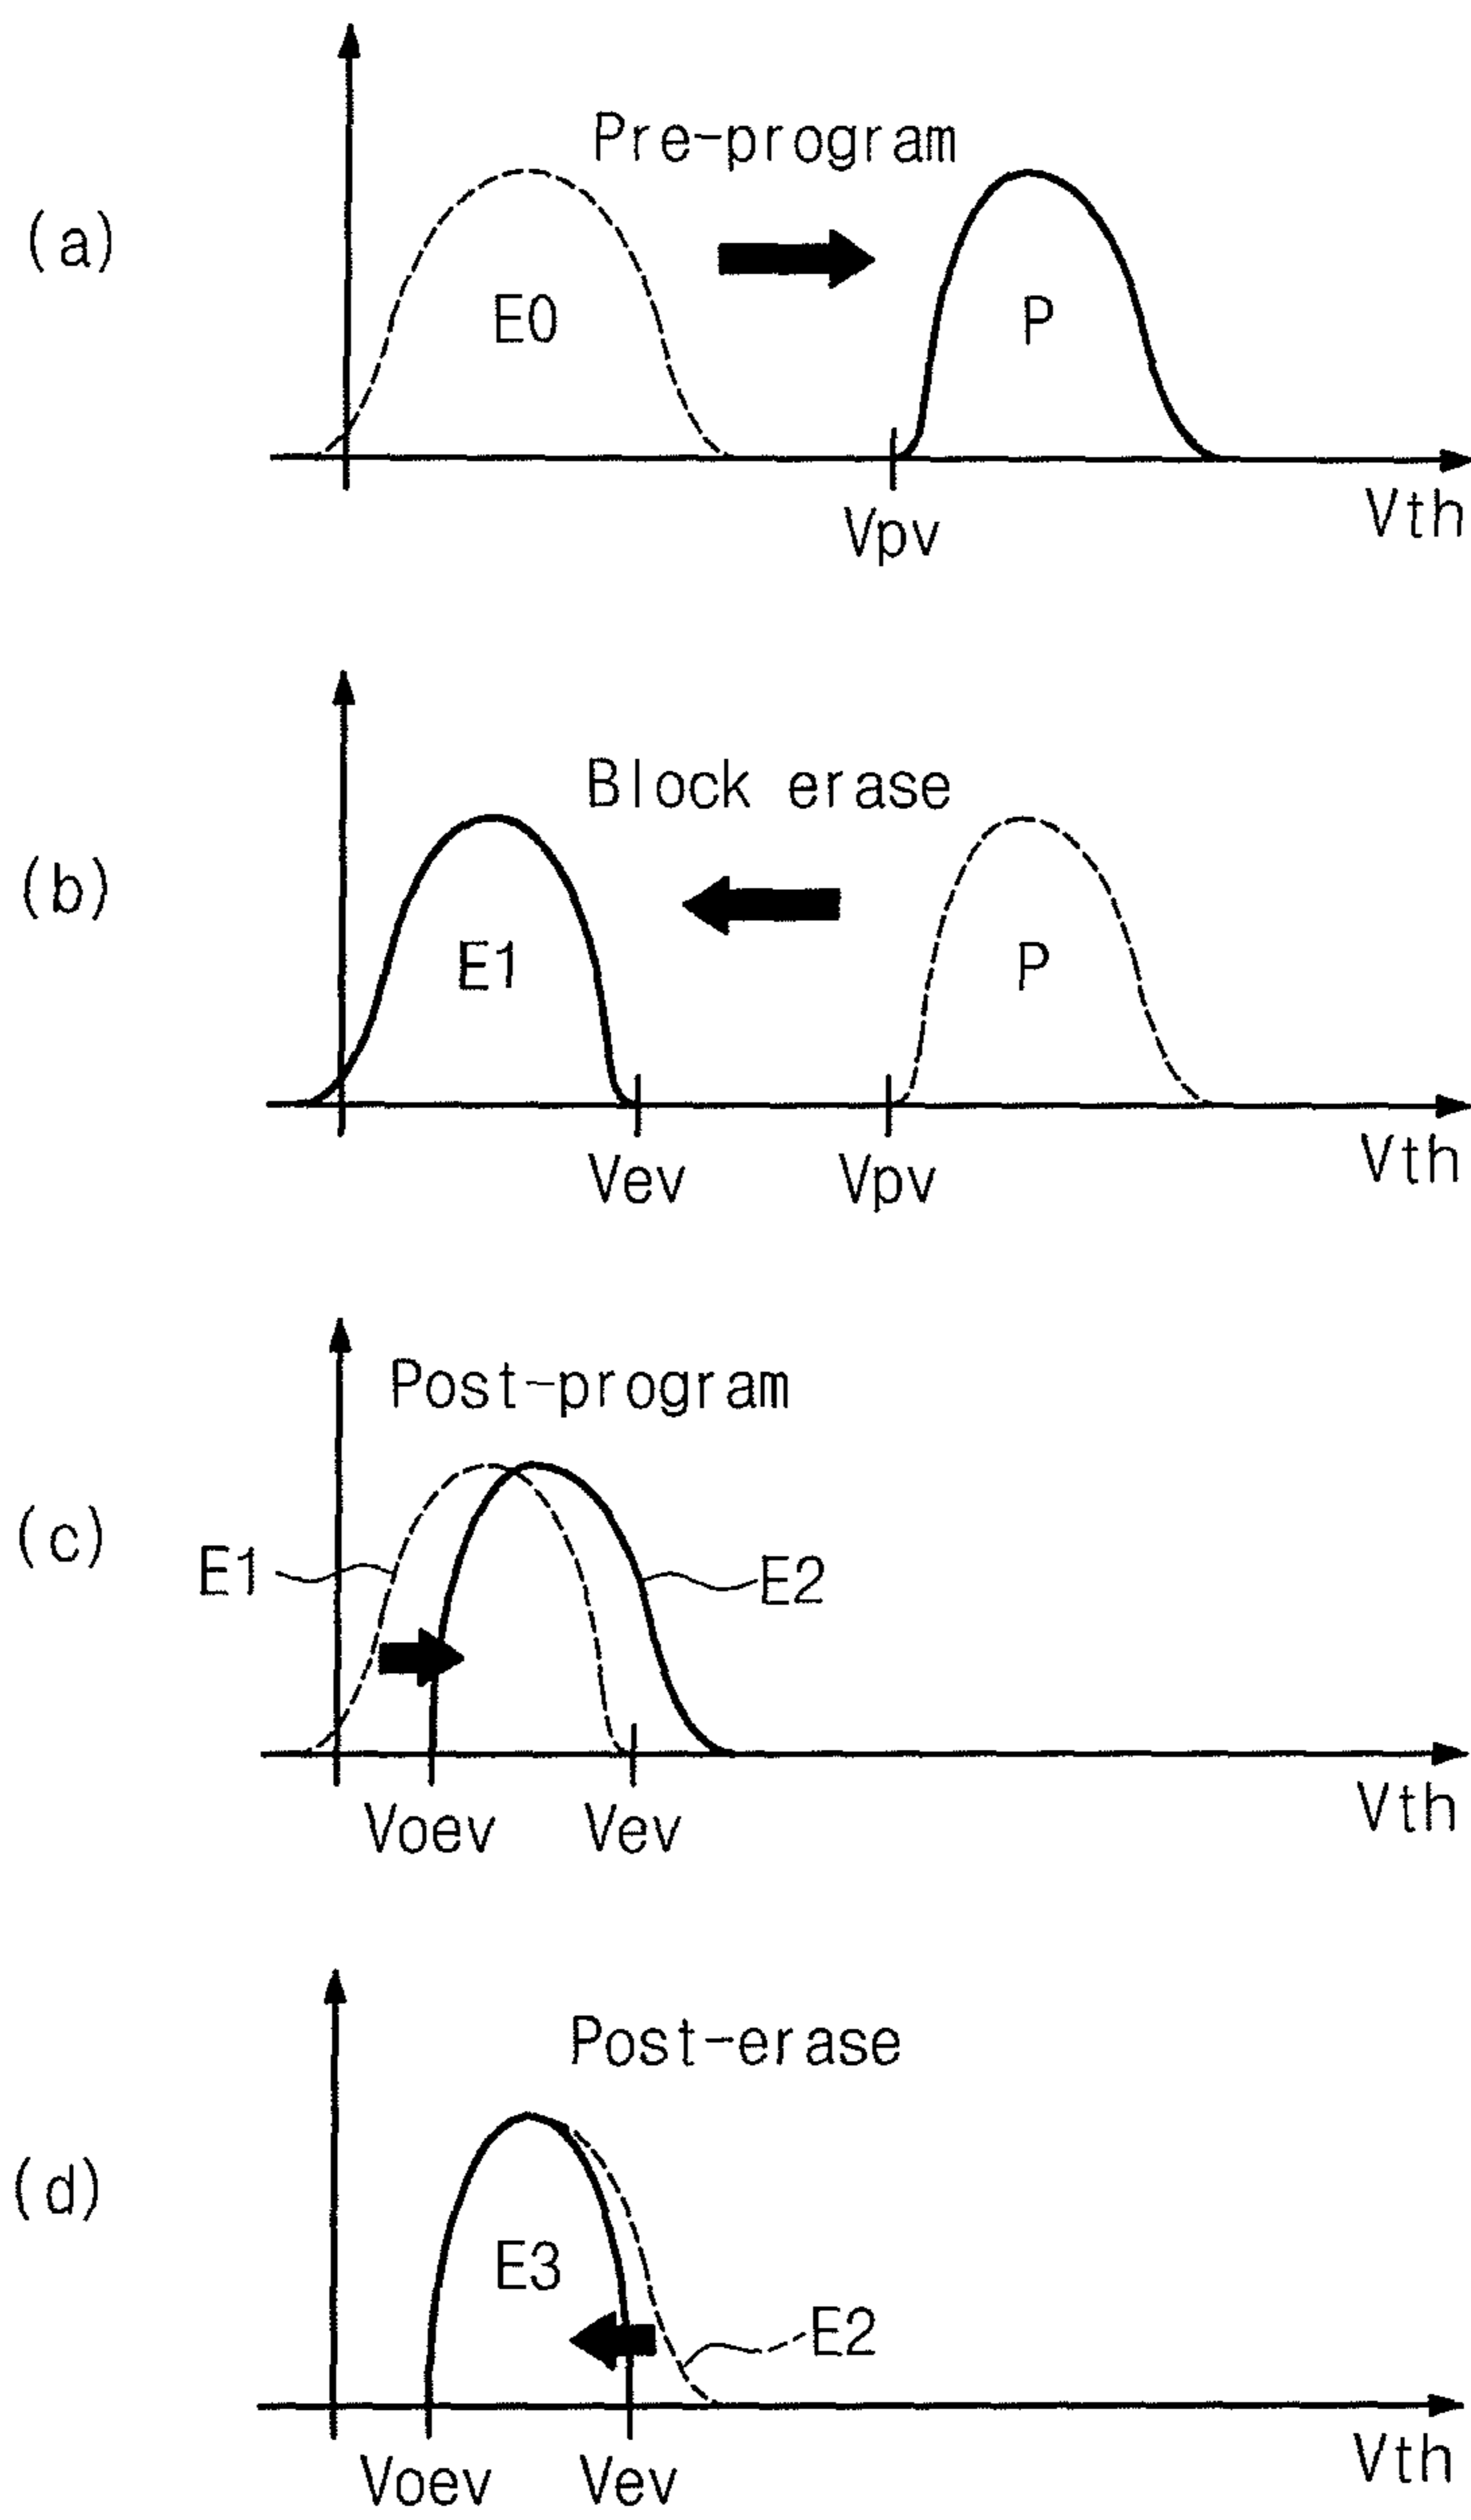 Pre-program
(a)
E0
P
Vpv
Vth
Block erase
(b)
E1
P
Vev
Vpv
Vth
Post-program
(c)
E1
E2
Voev
Vev
Vth
Post-erase
(d)
E3
E2
Voev
Vev
Vth